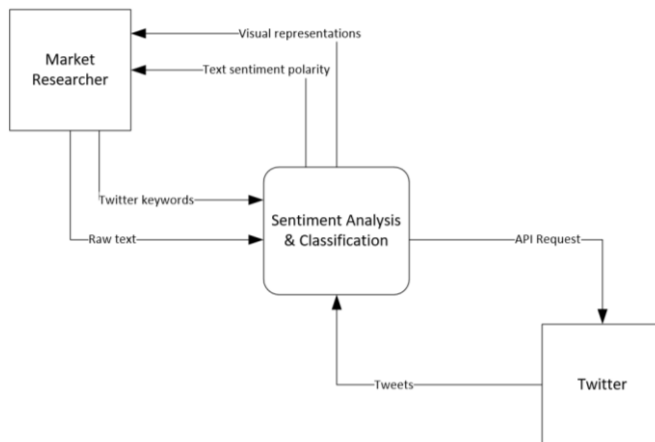 Visual representations
Market
Researcher
Text sentiment polarity
Twitter keywords
Sentiment Analysis
& Classification
Raw text
API Request
Tweets
Twitter